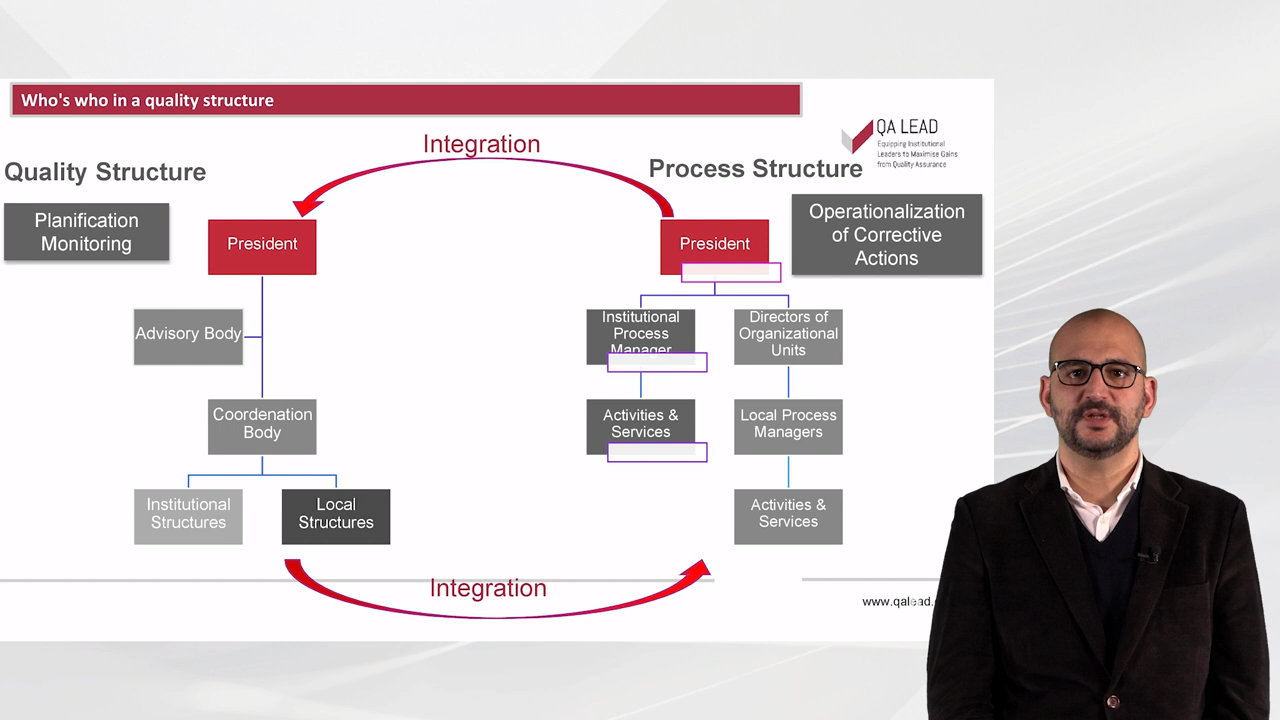 Who's who in a quality structure
QA LEAD
Equipping Institutional
Leaders to Maximise Gains
from Quality Assurance
Integration
Quality Structure
Process Structure
Planification
Monitoring
President
Advisory Body
Coordenation
Body
Institutional
Structures
Local
Structures
President
Operationalization
of Corrective
Actions
Institutional
Process
Manager
Directors of
Organizational
Units
Activities &
Services
Local Process
Managers
Activities &
Services
Integration
www.qalead.